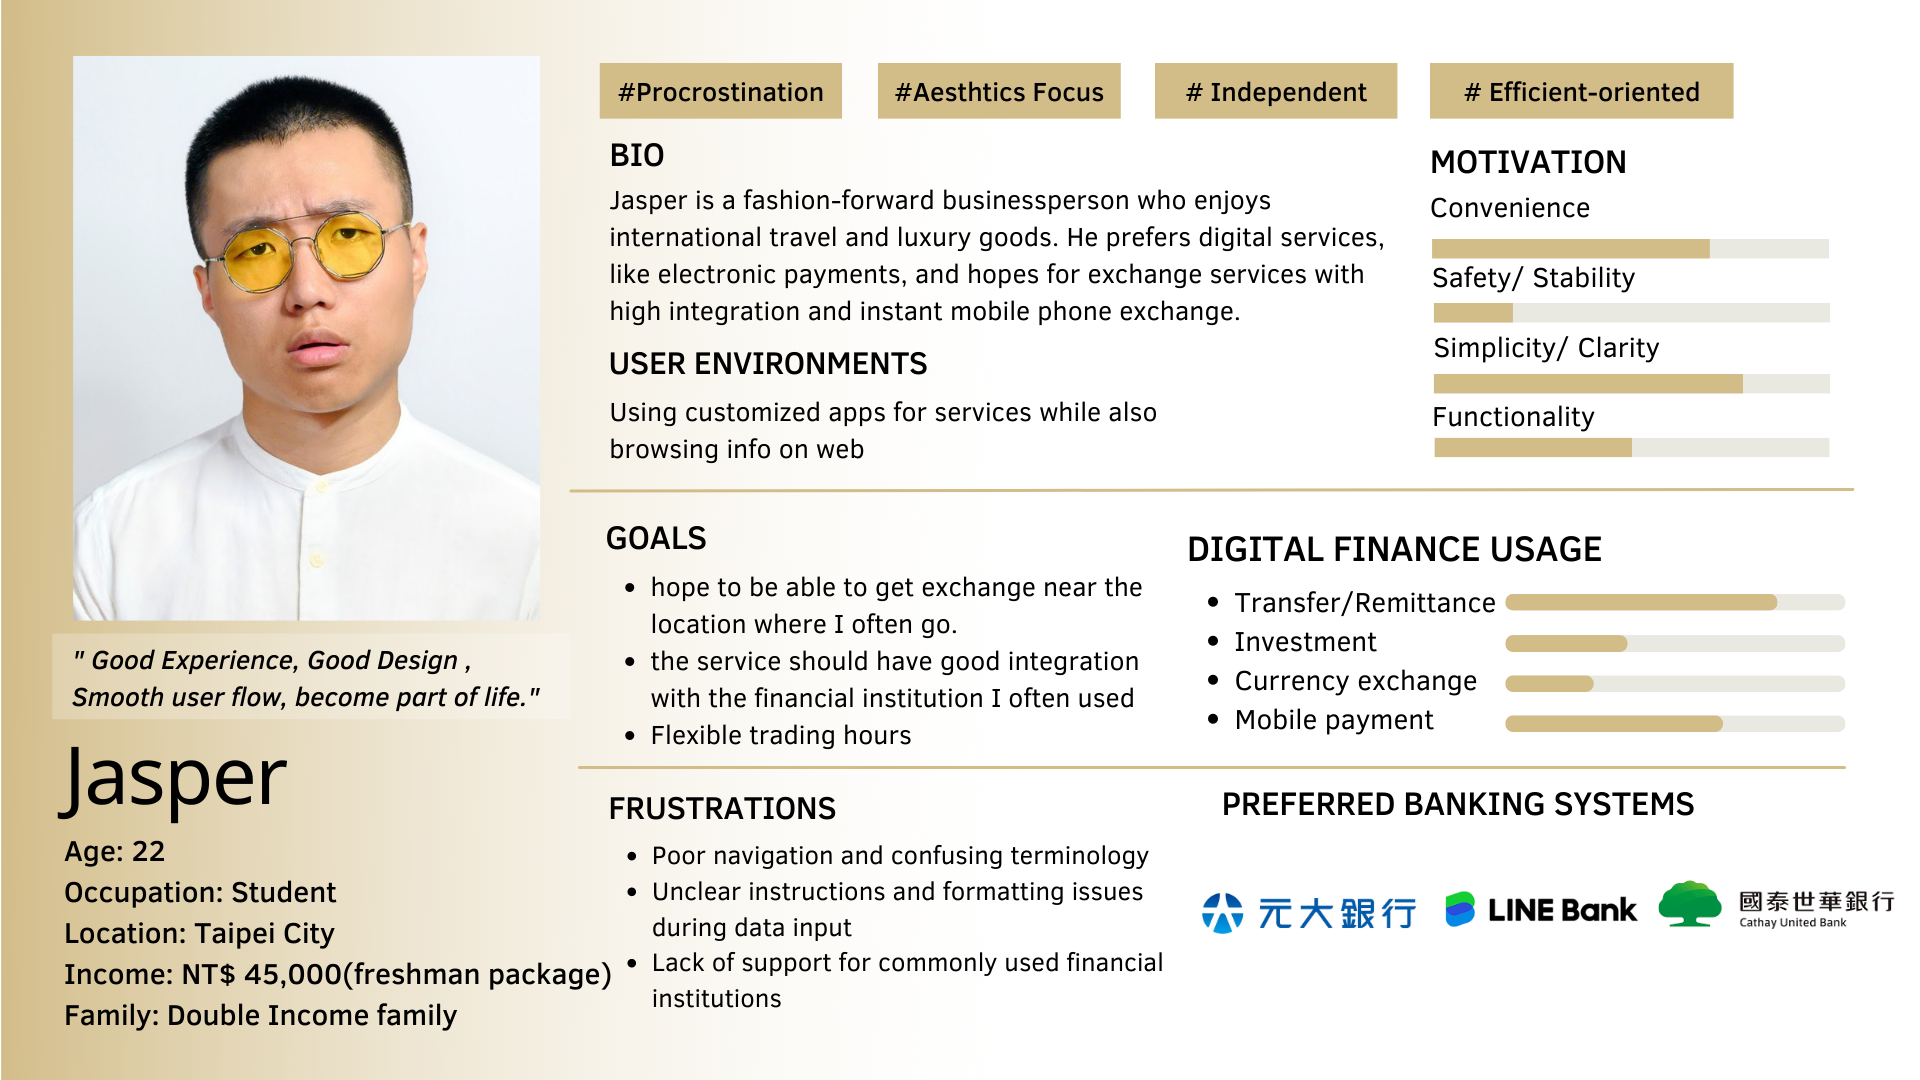 #Procrostination
#Aesthtics Focus
# Independent
# Efficient-oriented
BIO
Jasper is a fashion-forward businessperson who enjoys
international travel and luxury goods. He prefers digital services,
like electronic payments, and hopes for exchange services with
high integration and instant mobile phone exchange.
USER ENVIRONMENTS
Using customized apps for services while also
browsing info on web
MOTIVATION
Convenience
Safety/ Stability
Simplicity/ Clarity
Functionality
" Good Experience, Good Design ,
Smooth user flow, become part of life."
Jasper
Age: 22
Occupation: Student
Location: Taipei City
Income: NT$ 45,000(freshman package)
Family: Double Income family
GOALS
• hope to be able to get exchange near the
location where I often go.
• the service should have good integration
with the financial institution I often used
• Flexible trading hours
DIGITAL FINANCE USAGE
• Transfer/Remittance
• Investment
• Currency exchange
• Mobile payment
FRUSTRATIONS
• Poor navigation and confusing terminology
• Unclear instructions and formatting issues
during data input
• Lack of support for commonly used financial
institutions
PREFERRED BANKING SYSTEMS
元大銀行
LINE Bank
國泰世華銀行
Cathay United Bank